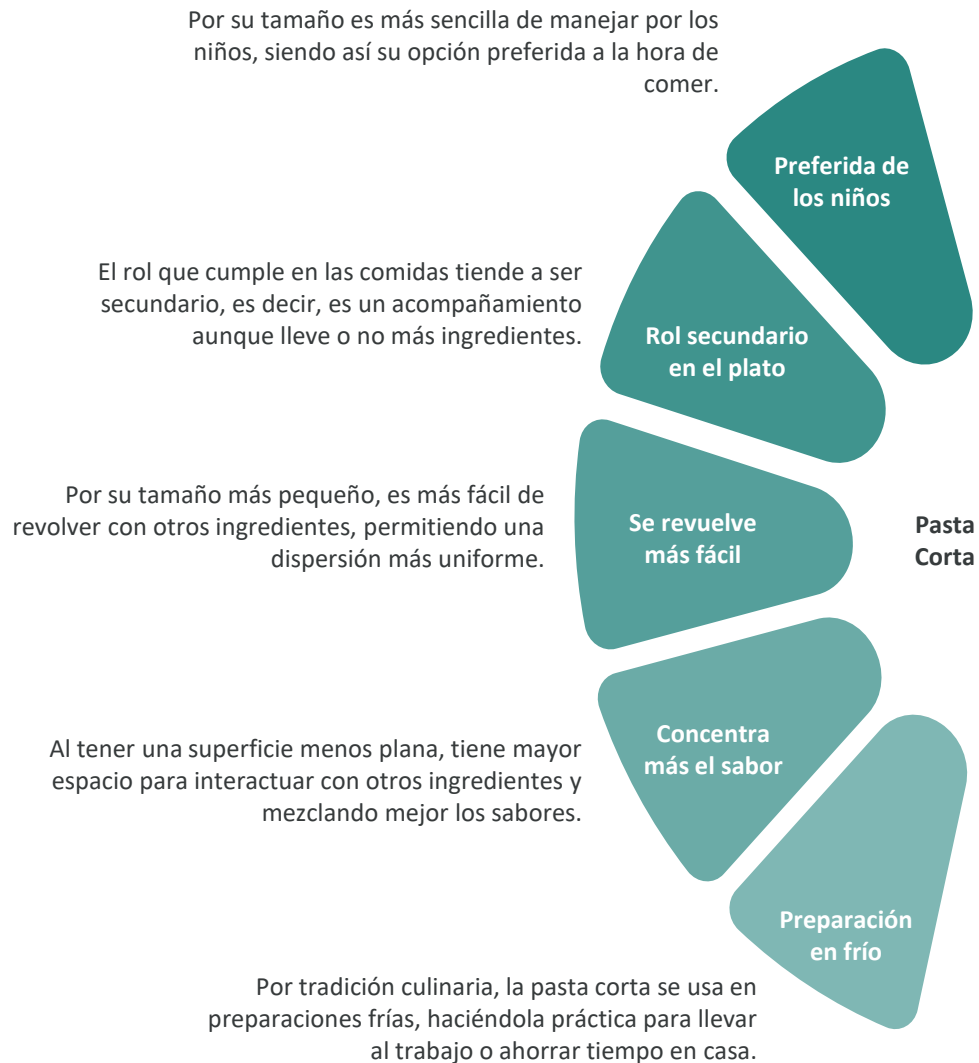 Por su tamaño es más sencilla de manejar por los
niños, siendo así su opción preferida a la hora de
comer.
Preferida de
los niños
El rol que cumple en las comidas tiende a ser
secundario, es decir, es un acompañamiento
aunque lleve o no más ingredientes.
Rol secundario
en el plato
Por su tamaño más pequeño, es más fácil de
revolver con otros ingredientes, permitiendo una
dispersión más uniforme.
Se revuelve
más fácil
Pasta
Corta
Al tener una superficie menos plana, tiene mayor
espacio para interactuar con otros ingredientes y
mezclando mejor los sabores.
Concentra
más el sabor
Preparación
en frío
Por tradición culinaria, la pasta corta se usa en
preparaciones frías, haciéndola práctica para llevar
al trabajo o ahorrar tiempo en casa.